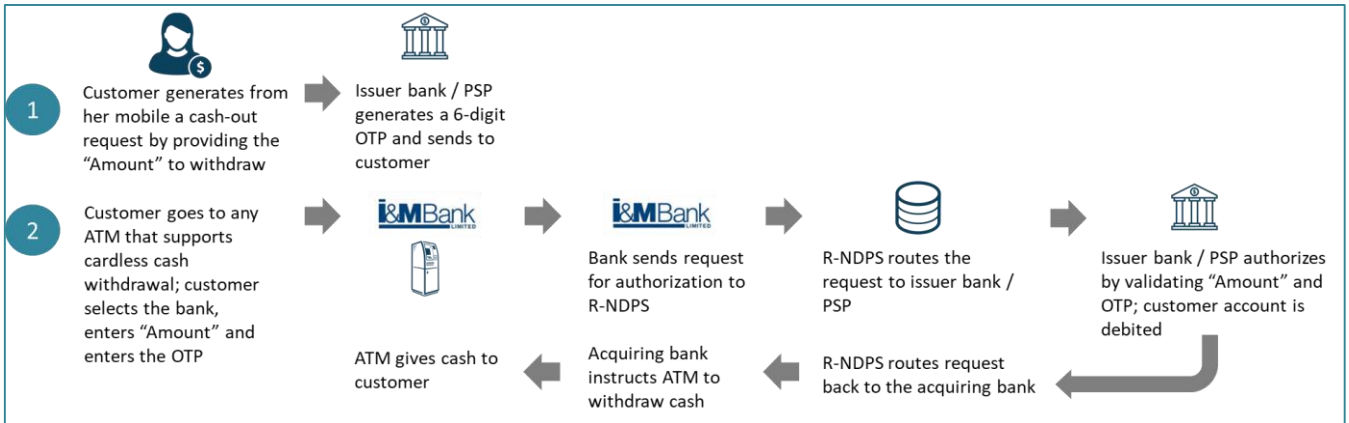 $
$
1
Customer generates from
her mobile a cash-out
request by providing the
“Amount” to withdraw
Issuer bank / PSP
generates a 6-digit
OTP and sends to
customer
2
Customer goes to any
ATM that supports
cardless cash
withdrawal; customer
selects the bank,
enters “Amount” and
enters the OTP
I&MBank
LIMITED
I&MBank
LIMITED
Bank sends request
for authorization to
R-NDPS
R-NDPS routes the
request to issuer bank /
PSP
$
Issuer bank / PSP authorizes
by validating “Amount” and
OTP; customer account is
debited
R-NDPS routes request
back to the acquiring bank
Acquiring bank
instructs ATM to
withdraw cash
ATM gives cash to
customer